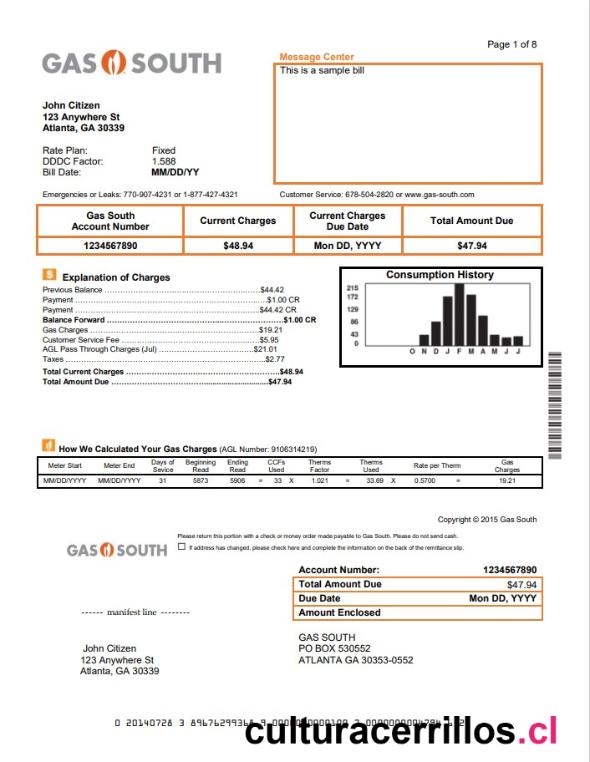 Page 1 of 8
GAS SOUTH
Message Center
This is a sample bill
John Citizen
123 Anywhere St
Atlanta, GA 30339
Rate Plan: Fixed
DDDC Factor: 1.588
Bill Date: MM/DD/YY
Emergencies or Leaks: 770-907-4231 or 1-877-427-4321 Customer Service: 678-504-2820 or www.gas-south.com
Gas South Account Number Current Charges Current Charges Due Date Total Amount Due
1234567890 $48.94 Mon DD, YYYY $47.94
$ Explanation of Charges
Previous Balance $44.42
Payment $1.00 CR
Payment $44.42 CR
Balance Forward $1.00 CR
Gas Charges $19.21
Customer Service Fee $5.95
AGL Pass Through Charges (Jul) $21.01
Taxes $2.77
Total Current Charges $48.94
Total Amount Due $47.94
Consumption History
215
172
129
86
43
0
O N D J F M A M J J
How We Calculated Your Gas Charges (AGL Number: 9106314219)
Meter Start Meter End Days of Sevice Beginning Read Ending Read CCFs Used Therms Factor Therms Used Rate per Therm Gas Charges
MM/DD/YYYY MM/DD/YYYY 31 5873 5906 = 33 X 1.021 = 33.69 X 0.5700 = 19.21
Copyright © 2015 Gas South
Please return this portion with a check or money order made payable to Gas South. Please do not send cash.
If address has changed, please check here and complete the information on the back of the remittance slip.
GAS SOUTH
Account Number: 1234567890
Total Amount Due $47.94
Due Date Mon DD, YYYY
Amount Enclosed
------ manifest line --------
John Citizen
123 Anywhere St
Atlanta, GA 30339
GAS SOUTH
PO BOX 530552
ATLANTA GA 30353-0552
0 20140728 3
culturacerrillos.cl